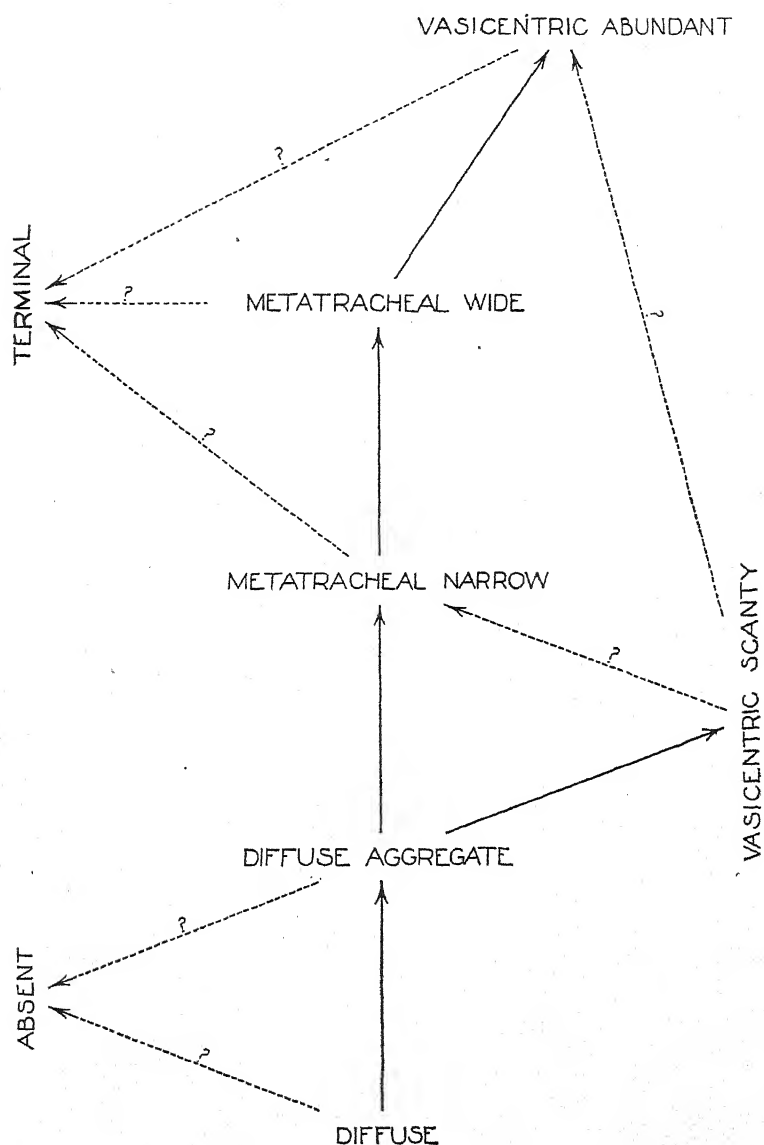 VASICENTRIC ABUNDANT
?
TERMINAL
?
METATRACHEAL WIDE
?
?
METATRACHEAL NARROW
?
VASICENTRIC SCANTY
DIFFUSE AGGREGATE
?
ABSENT
?
DIFFUSE